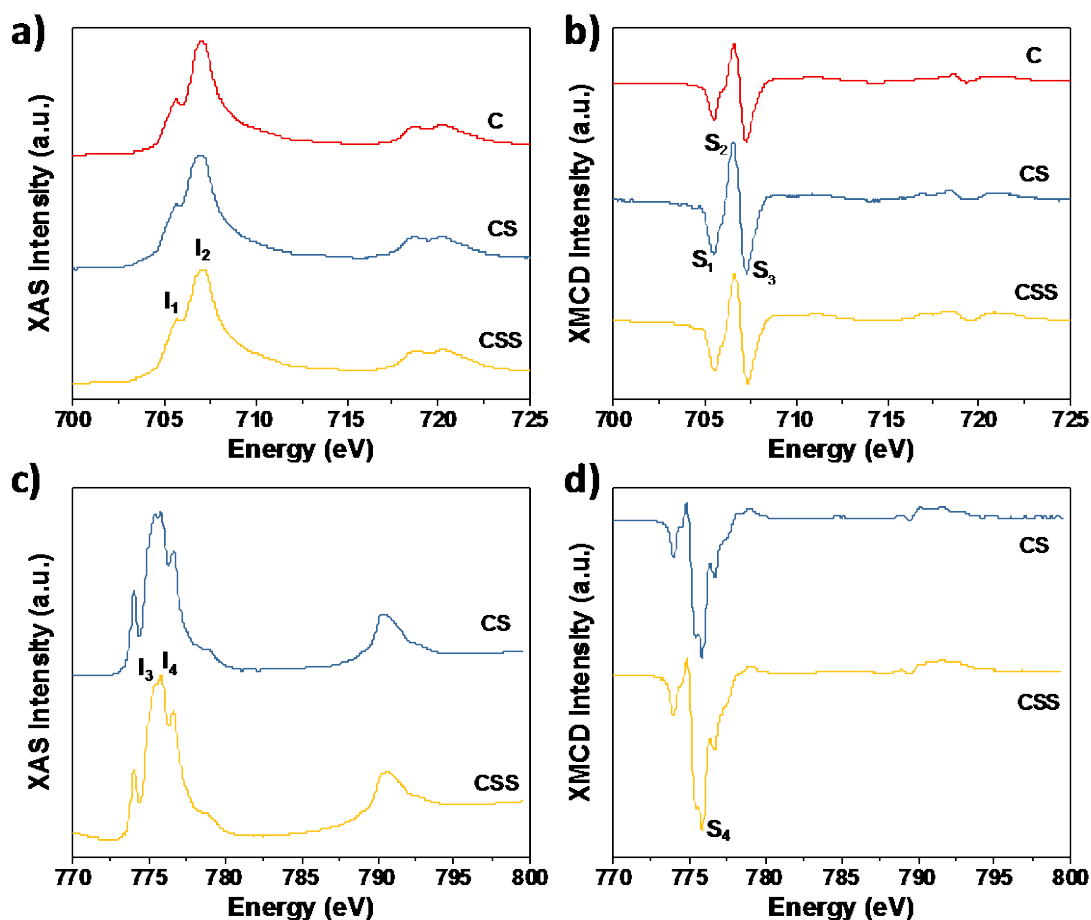 a)
XAS Intensity (a.u.)
C
CS
I₂
I₁
CSS
700 705 710 715 720 725
Energy (eV)
b)
XMCD Intensity (a.u.)
C
S₂
CS
S₁
S₃
CSS
700 705 710 715 720 725
Energy (eV)
c)
XAS Intensity (a.u.)
CS
I₃ I₄
CSS
770 775 780 785 790 795 800
Energy (eV)
d)
XMCD Intensity (a.u.)
CS
CSS
S₄
770 775 780 785 790 795 800
Energy (eV)